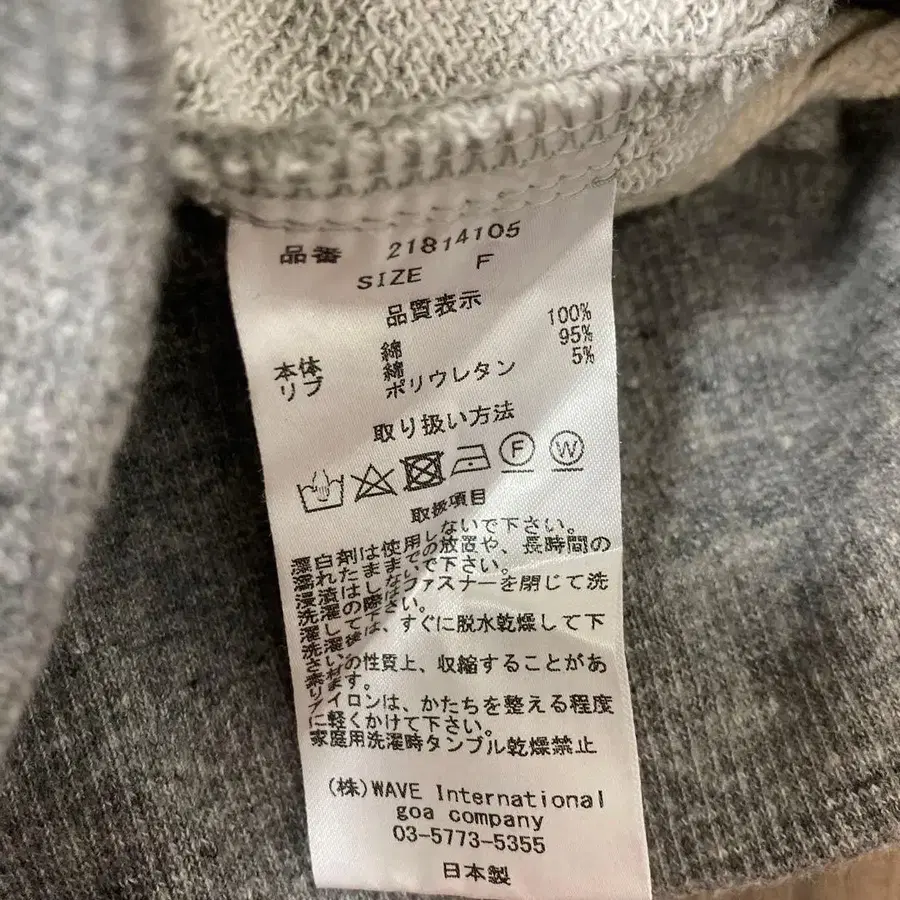 品番 21814105
SIZE F
品質表示
本体 綿 100%
リブ 綿 95%
ポリウレタン 5%
取り扱い方法
F W
取扱項目
漂白剤は使用しないで下さい。
濡れたままでの放置や、長時間の
浸漬はしないで下さい。
洗濯の際は、ファスナーを閉じて洗
濯して下さい。
洗濯後は、すぐに脱水乾燥して下
さい。
素材の性質上、収縮することがあ
ります。
アイロンは、かたちを整える程度
に軽くかけて下さい。
家庭用洗濯時タンブル乾燥禁止
(株)WAVE International
goa company
03-5773-5355
日本製